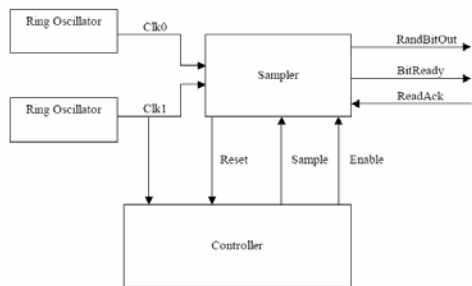 Ring Oscillator
Clk0
RandBitOut
Sampler
BitReady
ReadAck
Ring Oscillator
Clk1
Reset
Sample
Enable
Controller